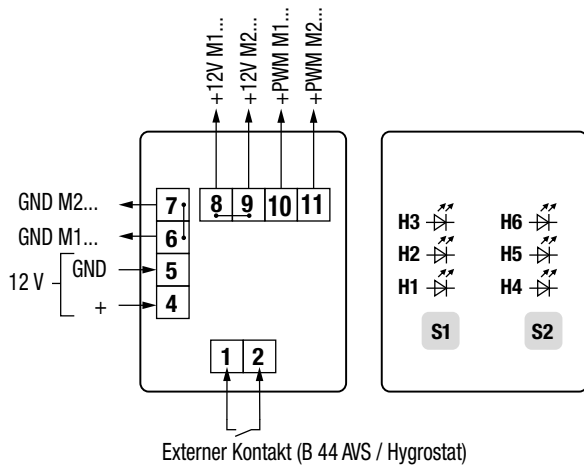 +12V M1...
+12V M2...
+PWM M1...
+PWM M2...
GND M2...
GND M1...
12 V
GND
+
7
6
5
4
8 9 10 11
1 2
H3 H6
H2 H5
H1 H4
S1 S2
Externer Kontakt (B 44 AVS / Hygrostat)